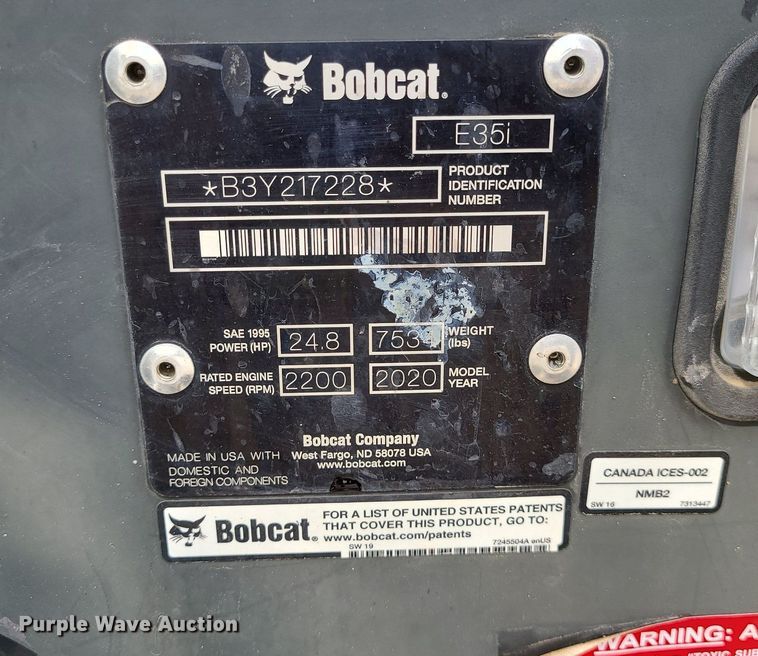 Bobcat.
E35i
*B3Y217228*
PRODUCT
IDENTIFICATION
NUMBER
SAE 1995
POWER (HP)
24.8
WEIGHT
(lbs)
RATED ENGINE
SPEED (RPM)
2200
2020
MODEL
YEAR
Bobcat Company
West Fargo, ND 58078 USA
www.bobcat.com
MADE IN USA WITH
DOMESTIC AND
FOREIGN COMPONENTS
CANADA ICES-002
NMB2
SW 16 7313447
Bobcat.
FOR A LIST OF UNITED STATES PATENTS
THAT COVER THIS PRODUCT, GO TO:
www.bobcat.com/patents
SW 19 7245504A enUS
Purple Wave Auction
WARNING: